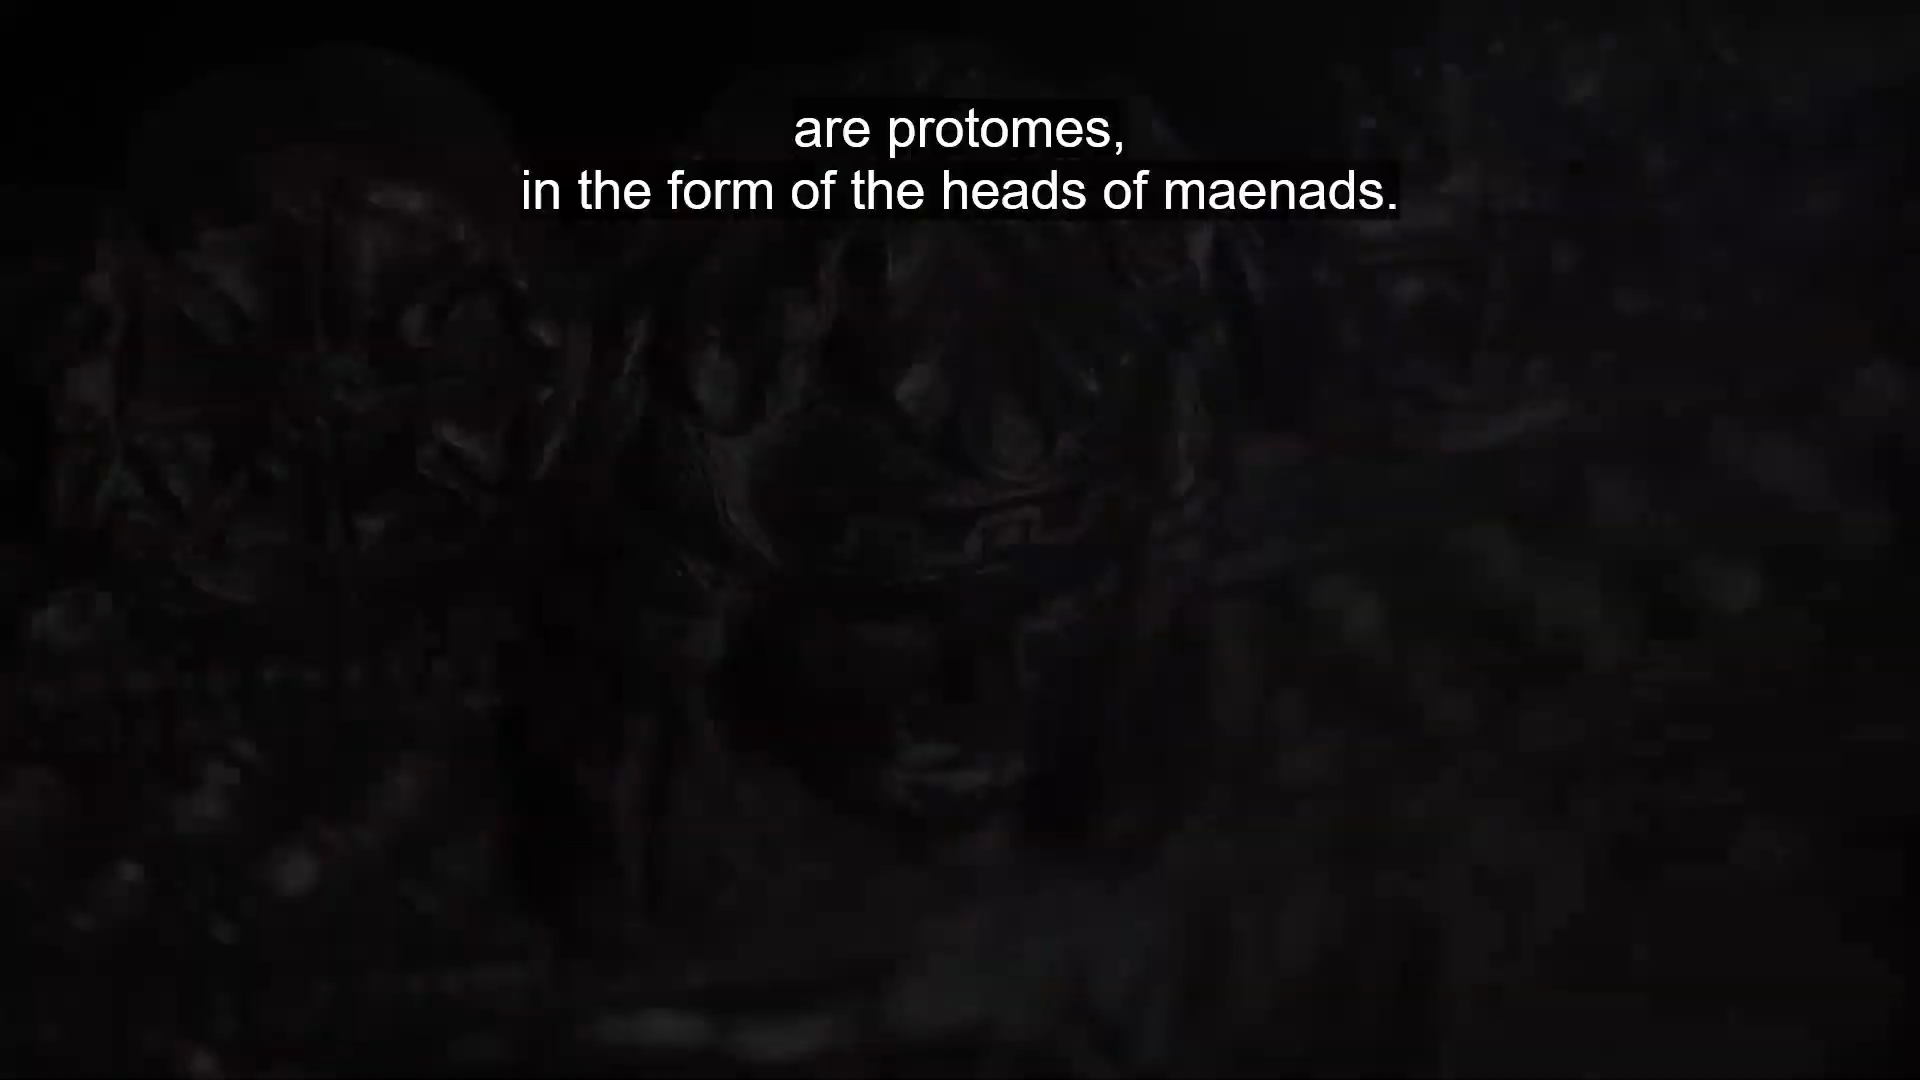 are protomes,
in the form of the heads of maenads.